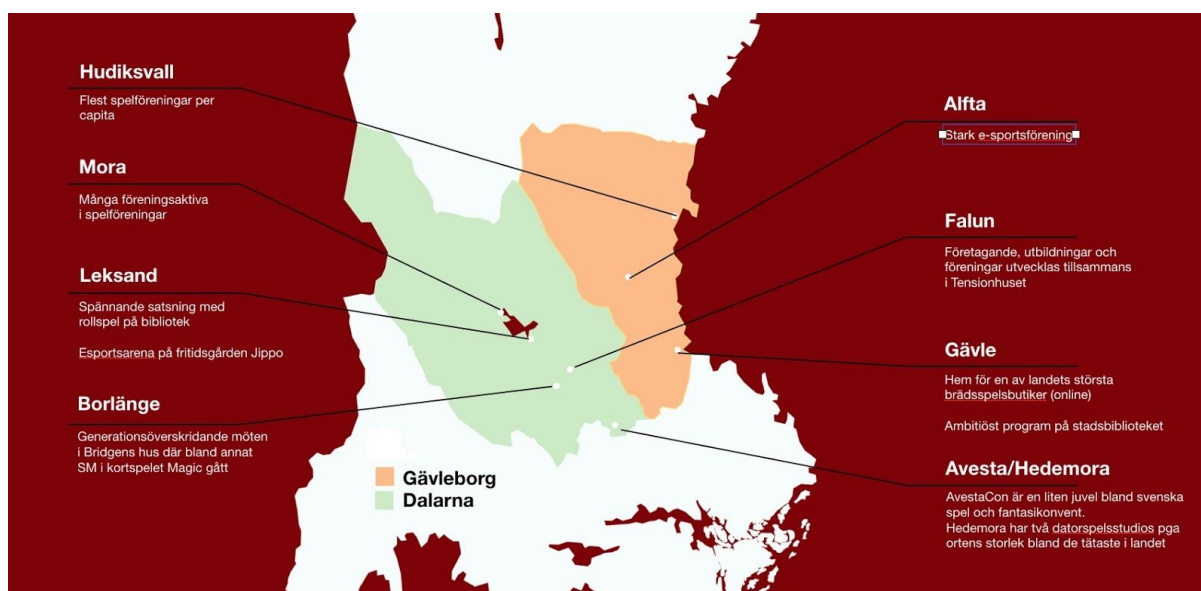 Hudiksvall
Flest spelföreningar per
capita
Mora
Många föreningsaktiva
i spelföreningar
Leksand
Spännande satsning med
rollspel på bibliotek
Esportsarena på fritidsgården Jippo
Borlänge
Generationsöverskridande möten
i Bridgens hus där bland annat
SM i kortspelet Magic gått
Gävleborg
Dalarna
Alfta
Stark e-sportsförening
Falun
Företagande, utbildningar och
föreningar utvecklas tillsammans
i Tensionhuset
Gävle
Hem för en av landets största
brädsspelsbutiker (online)
Ambitiöst program på stadsbiblioteket
Avesta/Hedemora
AvestaCon är en liten juvel bland svenska
spel och fantasikonvent.
Hedemora har två datorspelsstudios pga
ortens storlek bland de tätaste i landet